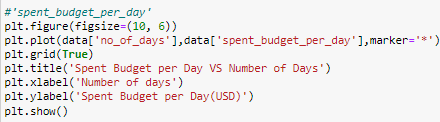 #'spent_budget_per_day'
plt.figure(figsize=(10, 6))
plt.plot(data['no_of_days'],data['spent_budget_per_day'],marker='*')
plt.grid(True)
plt.title('Spent Budget per Day VS Number of Days')
plt.xlabel('Number of days')
plt.ylabel('Spent Budget per Day(USD)')
plt.show()